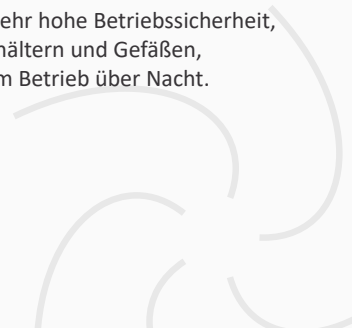 ehr hohe Betriebssicherheit,
hältern und Gefäßen,
m Betrieb über Nacht.